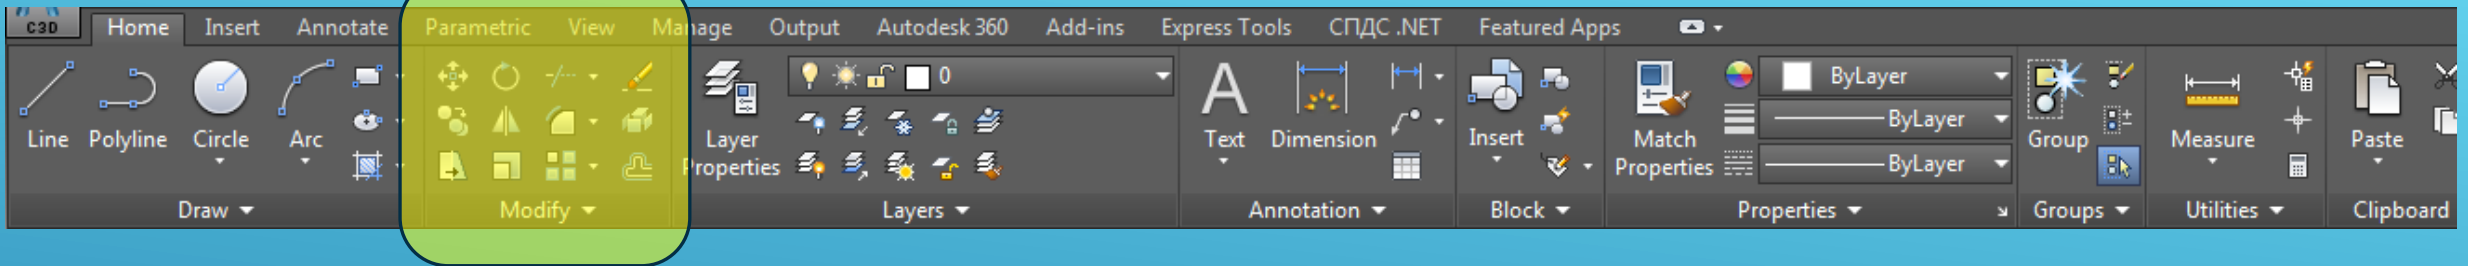 C3D Home Insert Annotate Parametric View Manage Output Autodesk 360 Add-ins Express Tools СПДС .NET Featured Apps
0 ByLayer
Line Polyline Circle Arc Layer Properties Text Dimension Insert Match Properties ByLayer Group Measure Paste
ByLayer
Draw Modify Layers Annotation Block Properties Groups Utilities Clipboard